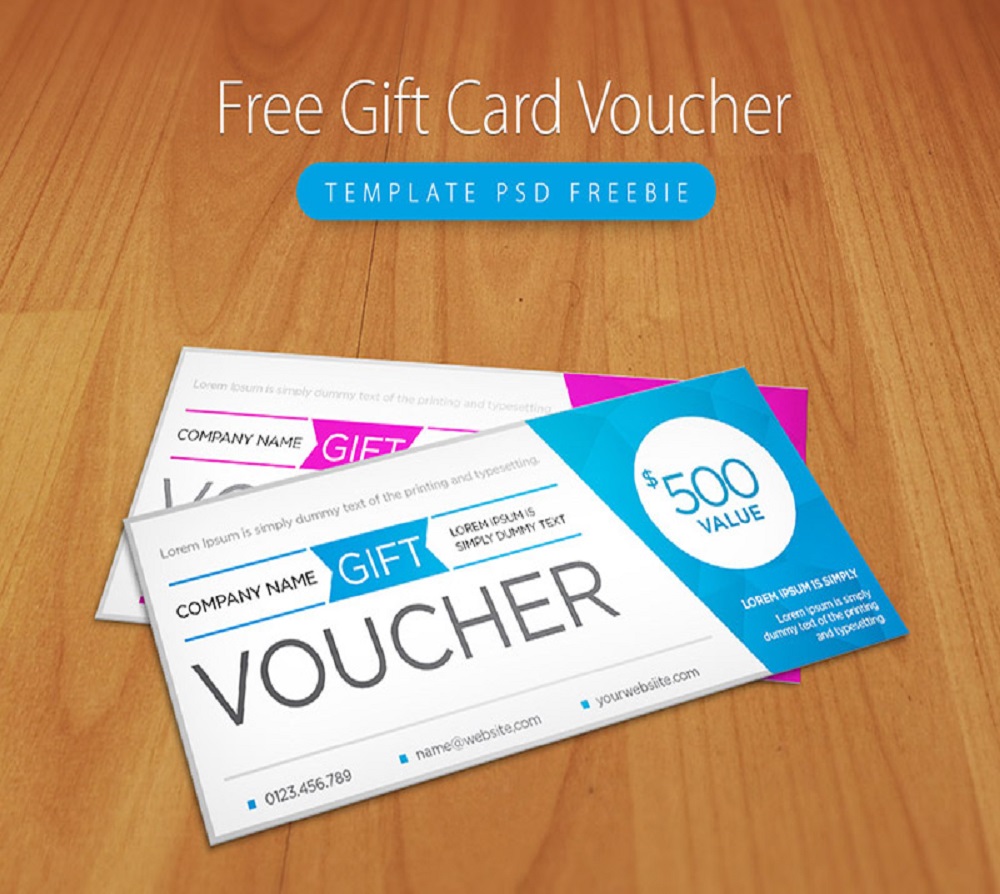 Free Gift Card Voucher
TEMPLATE PSD FREEBIE
Lorem Ipsum is simply dummy text of the printing and typesetting
COMPANY NAME
GIFT
Lorem Ipsum is simply dummy text of the printing and typesetting.
COMPANY NAME
GIFT
LOREM IPSUM IS
SIMPLY DUMMY TEXT
VOUCHER
0123.456.789
name@website.com
yourwebsiite.com
$500
VALUE
LOREM IPSUM IS SIMPLY
Lorem Ipsum is simply
dummy text of the printing
and typesetting